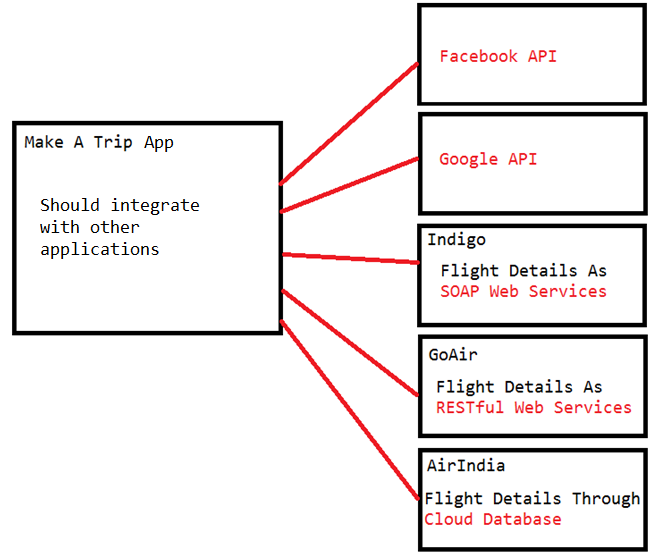 Make A Trip App
Should integrate
with other
applications
Facebook API
Google API
Indigo
Flight Details As
SOAP Web Services
GoAir
Flight Details As
RESTful Web Services
AirIndia
Flight Details Through
Cloud Database